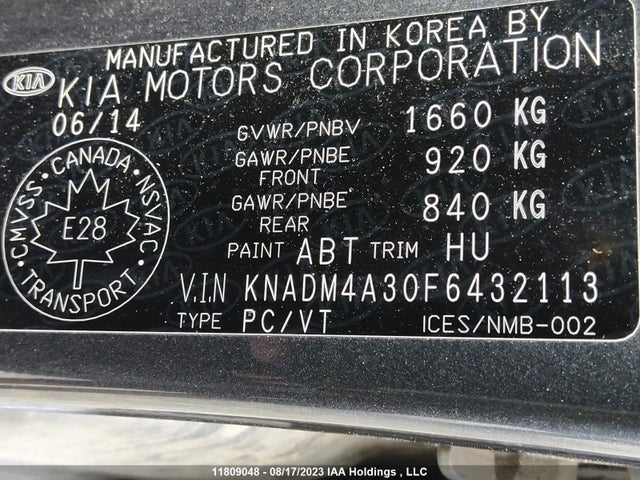 MANUFACTURED IN KOREA BY
KIA KIA MOTORS CORPORATION
06/14
GVWR/PNBV 1660 KG
GAWR/PNBE FRONT 920 KG
GAWR/PNBE REAR 840 KG
CMVSS · CANADA · NSVAC · TRANSPORT ·
E28
PAINT ABT TRIM HU
V.I.N KNADM4A30F6432113
TYPE PC/VT ICES/NMB-002
11809048 - 08/17/2023 IAA Holdings , LLC